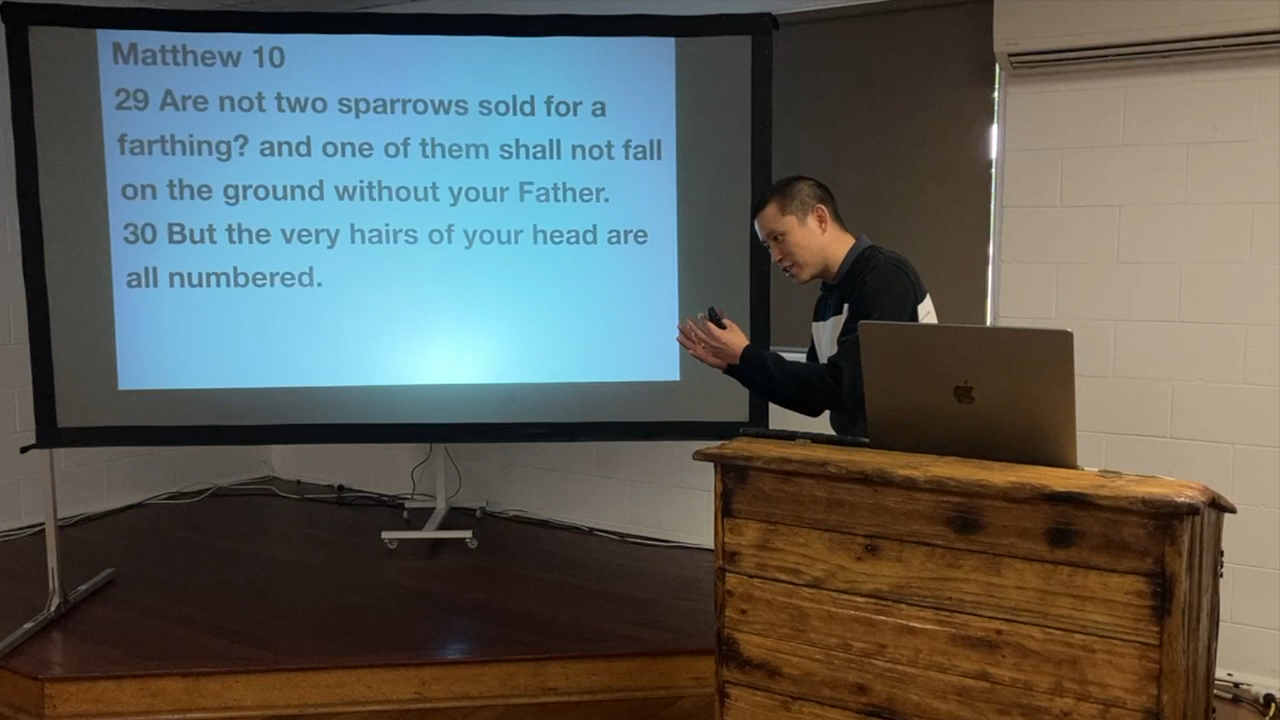 Matthew 10
29 Are not two sparrows sold for a
farthing? and one of them shall not fall
on the ground without your Father.
30 But the very hairs of your head are
all numbered.